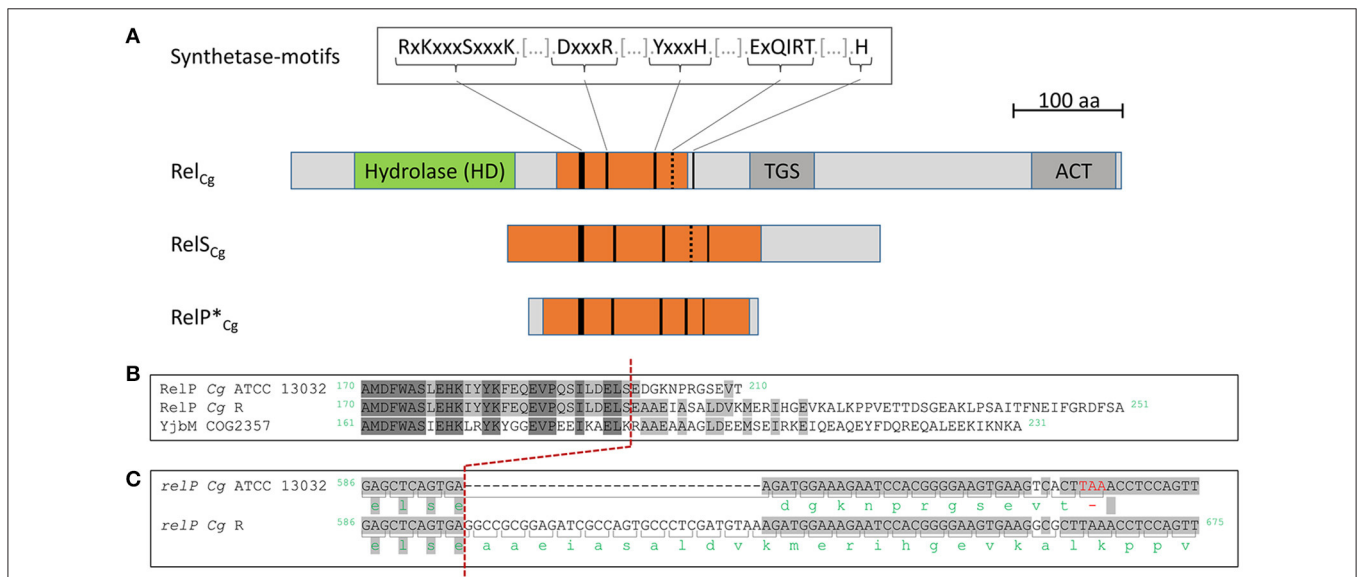 A
Synthetase-motifs
RxKxxxSxxxK.[...].DxxxR.[...].YxxxH.[...].ExQIRT.[...].H
100 aa
RelCg
Hydrolase (HD)
TGS
ACT
RelSCg
RelP*Cg
B
RelP Cg ATCC 13032 170 AMDFWASLEHKIYYKFEQEVPQSILDELSEDGKNPRGSEVT 210
RelP Cg R 170 AMDFWASLEHKIYYKFEQEVPQSILDELSEAAEIASALDVKMERIHGEVKALKPPVETTDSGEAKLPSAITFNEIFGRDFSA 251
YjbM COG2357 161 AMDFWASIEHKLRYKYGGEVPEEIKAELKRAAEAAAGLDEEMSEIRKEIQEAQEYFDQREQALEEKIKNKA 231
C
relP Cg ATCC 13032 586 GAGCTCAGTGA--------------------------------AGATGGAAAGAATCCACGGGGAAGTGAAGTCACTTAAACCTCCAGTT
e l s e d g k n p r g s e v t -
relP Cg R 586 GAGCTCAGTGAGGCCGCGGAGATCGCCAGTGCCCTCGATGTAAAGATGGAAAGAATCCACGGGGAAGTGAAGGCGCTTAAACCTCCAGTT 675
e l s e a a e i a s a l d v k m e r i h g e v k a l k p p v